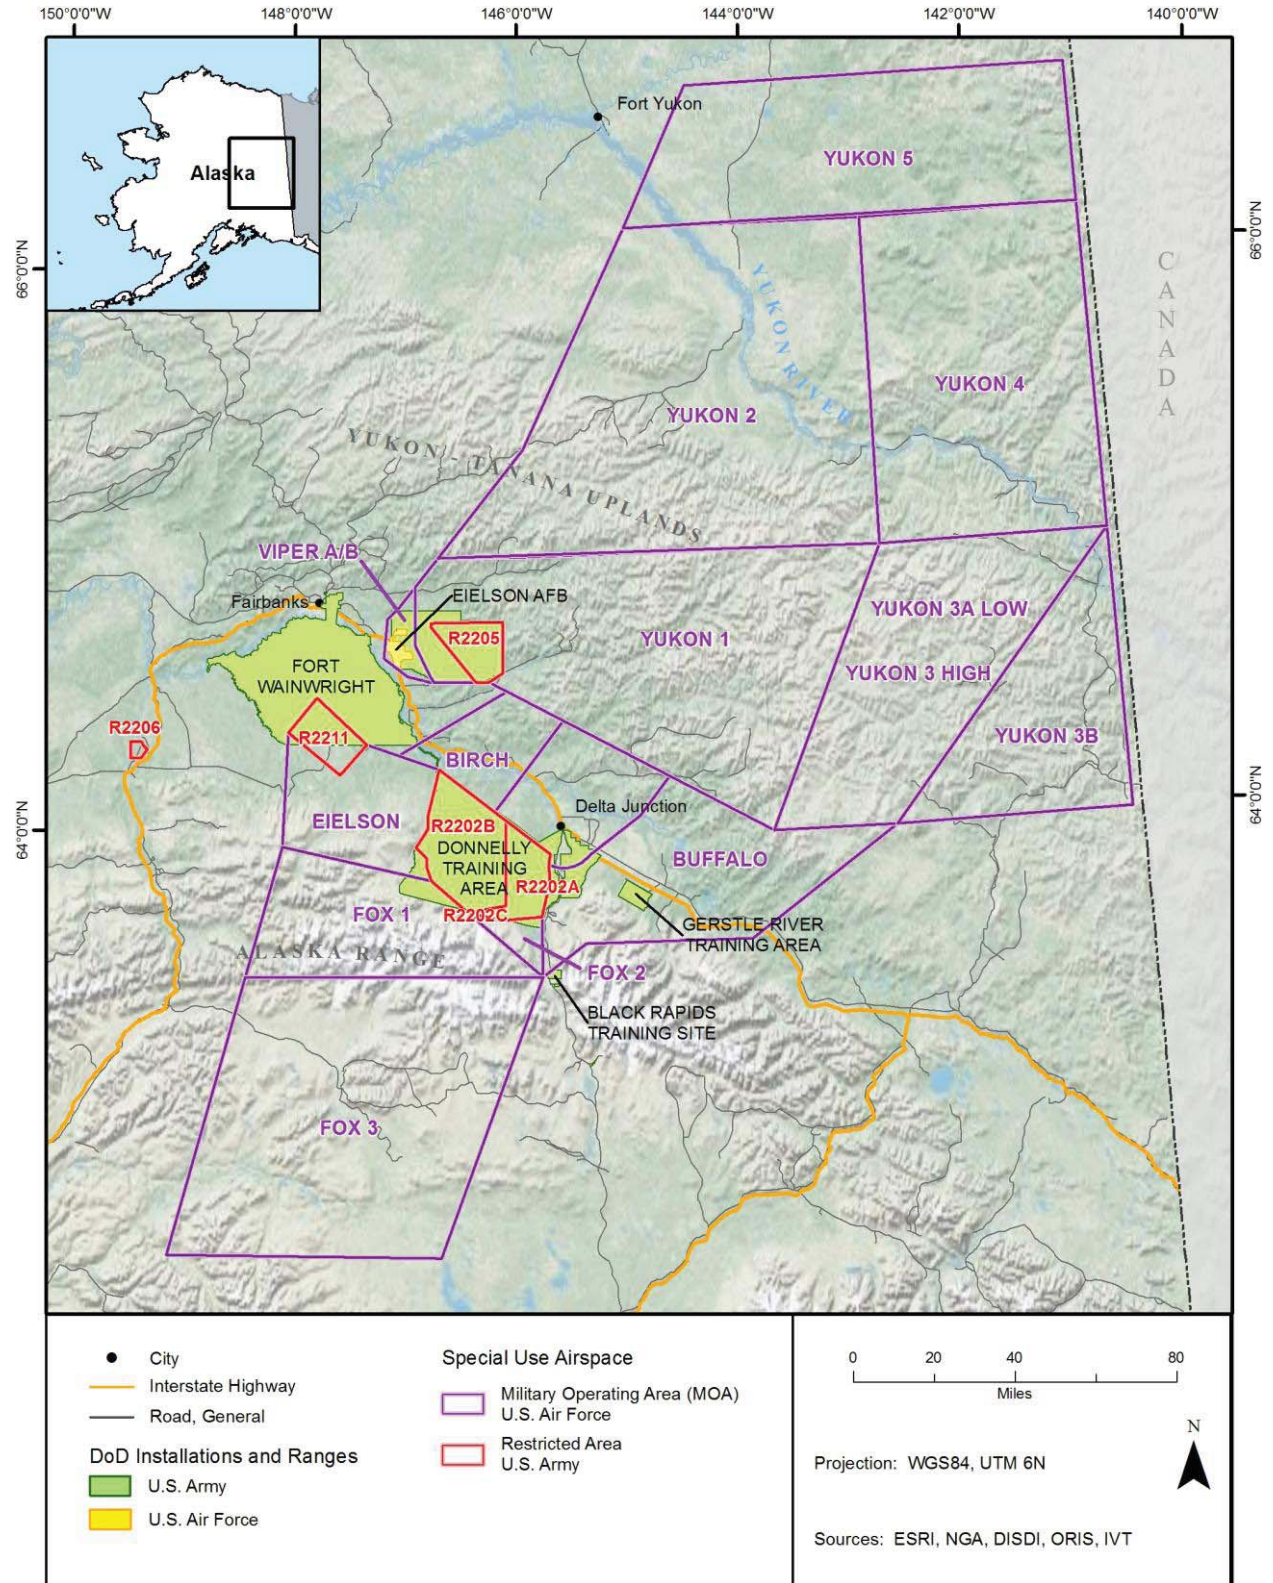 150°0'0"W 148°0'0"W 146°0'0"W 144°0'0"W 142°0'0"W 140°0'0"W
Alaska
Fort Yukon
YUKON 5
66°0'0"N
66°0'0"N
CANADA
YUKON RIVER
YUKON 4
YUKON 2
YUKON - TANANA UPLANDS
VIPER A/B
EIELSON AFB
Fairbanks
YUKON 3A LOW
R2205
YUKON 1
FORT
WAINWRIGHT
YUKON 3 HIGH
R2206
R2211
YUKON 3B
BIRCH
64°0'0"N
64°0'0"N
Delta Junction
EIELSON
R2202B
DONNELLY
TRAINING
AREA
BUFFALO
R2202A
FOX 1
R2202C
GERSTLE RIVER
TRAINING AREA
ALASKA RANGE
FOX 2
BLACK RAPIDS
TRAINING SITE
FOX 3
City
Interstate Highway
Road, General
DoD Installations and Ranges
U.S. Army
U.S. Air Force
Special Use Airspace
Military Operating Area (MOA)
U.S. Air Force
Restricted Area
U.S. Army
0 20 40 80
Miles
N
Projection: WGS84, UTM 6N
Sources: ESRI, NGA, DISDI, ORIS, IVT